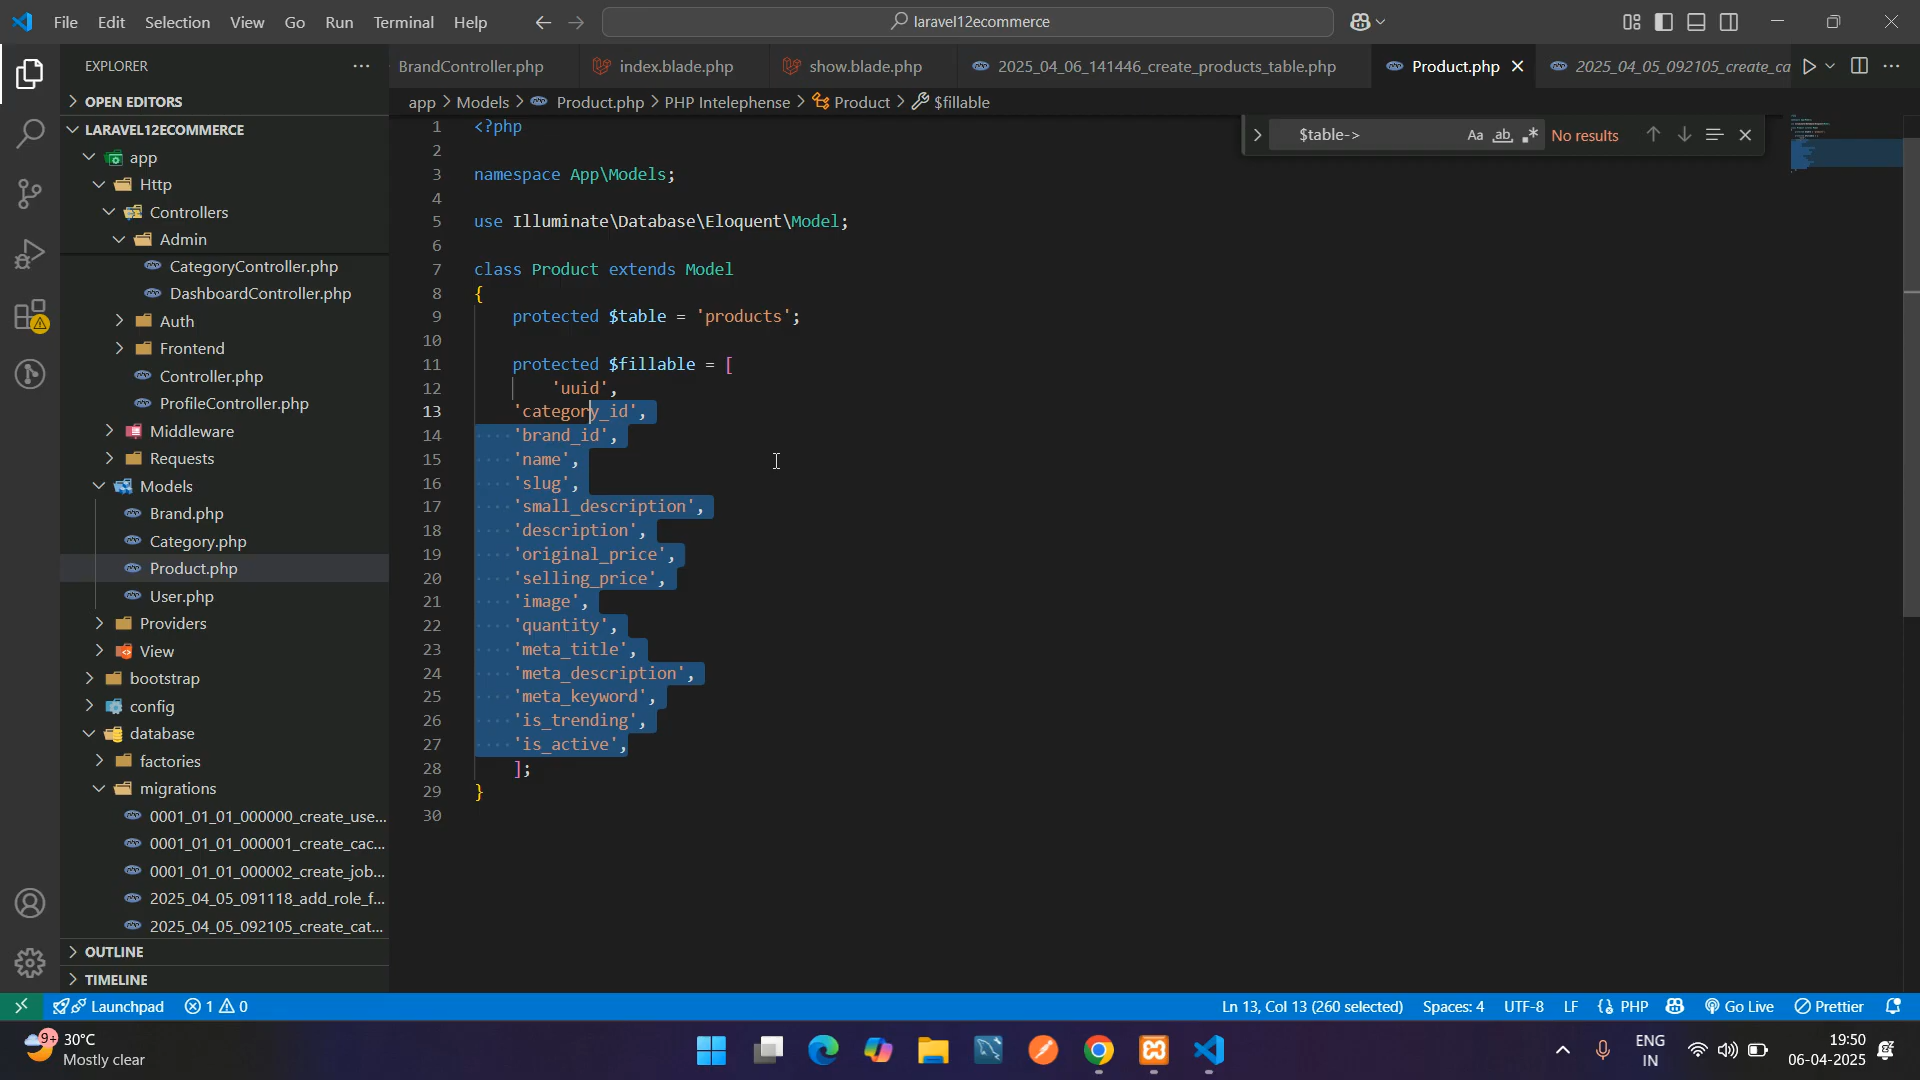 File Edit Selection View Go Run Terminal Help
laravel12ecommerce
EXPLORER
BrandController.php
index.blade.php
show.blade.php
2025_04_06_141446_create_products_table.php
Product.php
2025_04_05_092105_create_ca
OPEN EDITORS
LARAVEL12ECOMMERCE
app
Http
Controllers
Admin
CategoryController.php
DashboardController.php
Auth
Frontend
Controller.php
ProfileController.php
Middleware
Requests
Models
Brand.php
Category.php
Product.php
User.php
Providers
View
bootstrap
config
database
factories
migrations
0001_01_01_000000_create_use...
0001_01_01_000001_create_cac...
0001_01_01_000002_create_job...
2025_04_05_091118_add_role_f...
2025_04_05_092105_create_cat...
OUTLINE
TIMELINE
app > Models > Product.php > PHP Intelephense > Product > $fillable
$table-> Aa ab .* No results
1 <?php
2
3 namespace App\Models;
4
5 use Illuminate\Database\Eloquent\Model;
6
7 class Product extends Model
8 {
9 protected $table = 'products';
10
11 protected $fillable = [
12 'uuid',
13 'category_id',
14 'brand_id',
15 'name',
16 'slug',
17 'small_description',
18 'description',
19 'original_price',
20 'selling_price',
21 'image',
22 'quantity',
23 'meta_title',
24 'meta_description',
25 'meta_keyword',
26 'is_trending',
27 'is_active',
28 ];
29 }
30
Launchpad 1 0 Ln 13, Col 13 (260 selected) Spaces: 4 UTF-8 LF {} PHP Go Live Prettier
9+ 30°C
Mostly clear
ENG
IN
19:50
06-04-2025